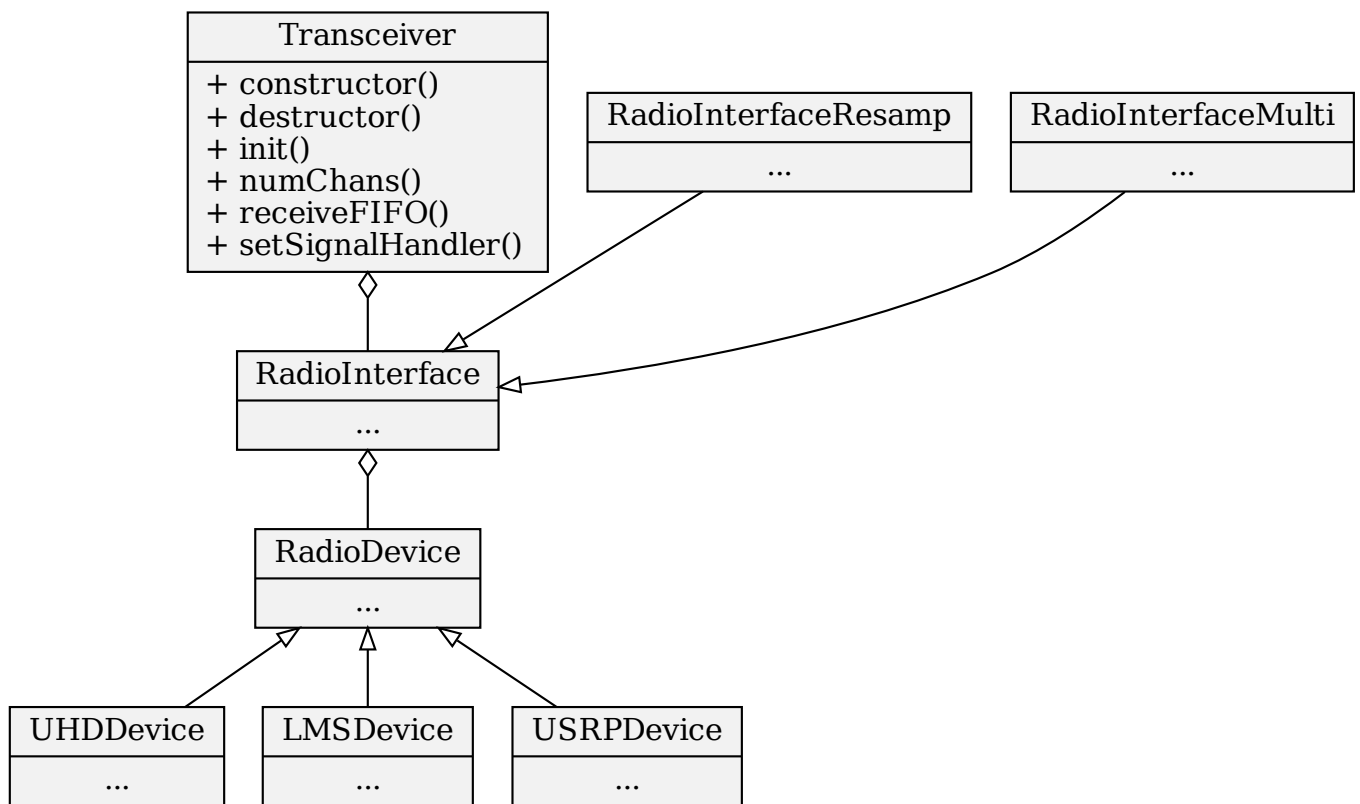 Transceiver
+ constructor()
+ destructor()
+ init()
+ numChans()
+ receiveFIFO()
+ setSignalHandler()
RadioInterfaceResamp
...
RadioInterfaceMulti
...
RadioInterface
...
RadioDevice
...
UHDDevice
...
LMSDevice
...
USRPDevice
...